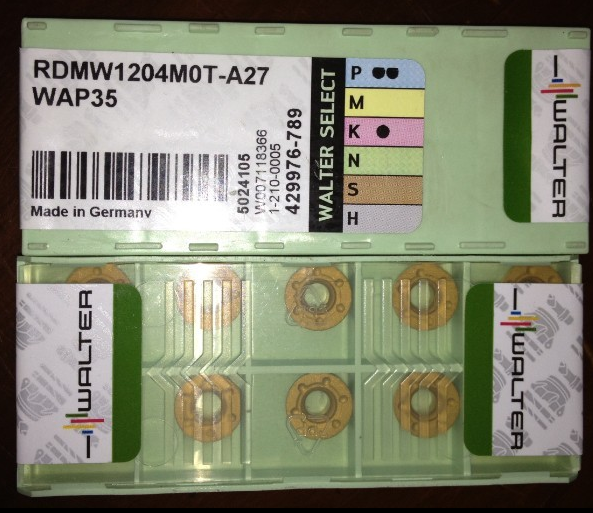 RDMW1204M0T-A27
WAP35
Made in Germany
5024105
W007118366
1-210-0005
429976-789
WALTER SELECT
P
M
K
N
S
H
WALTER
WALTER
WALTER